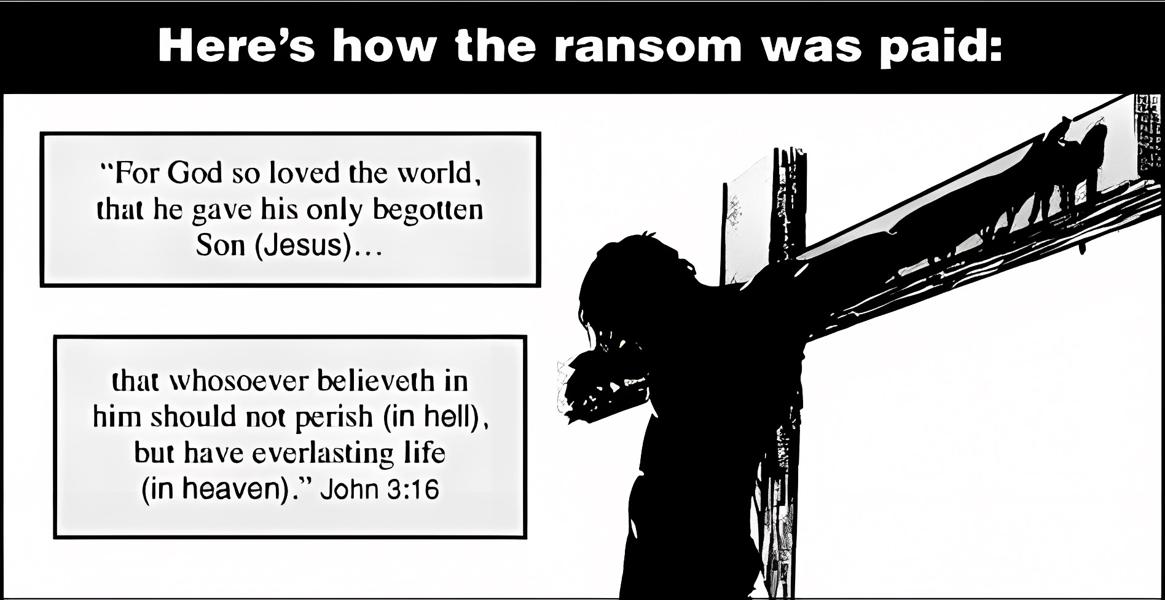 Here's how the ransom was paid:
“For God so loved the world,
that he gave his only begotten
Son (Jesus)...
that whosoever believeth in
him should not perish (in hell),
but have everlasting life
(in heaven).” John 3:16